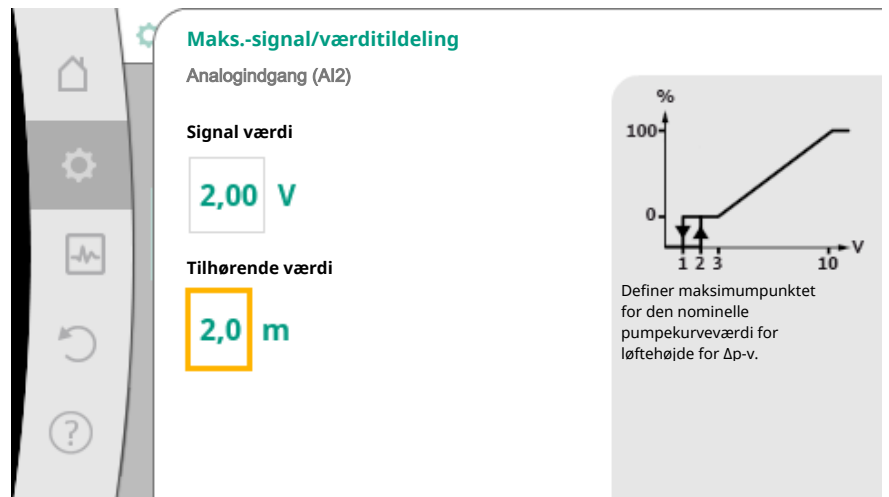 Maks.-signal/værditildeling
Analogindgang (AI2)
Signal værdi
2,00 V
Tilhørende værdi
2,0 m
%
100
0
1 2 3 10 V
Definer maksimumpunktet
for den nominelle
pumpekurveværdi for
løftehøjde for Δp-v.
?